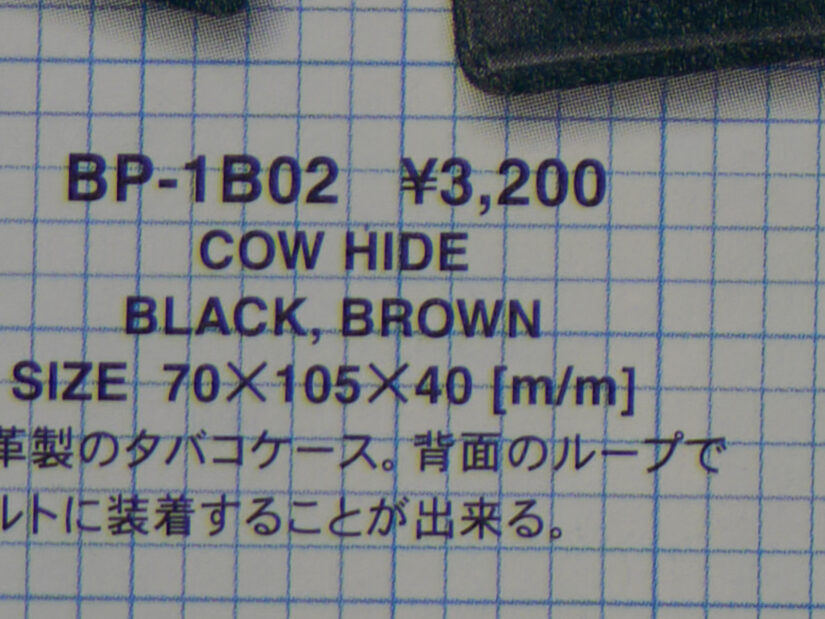 BP-1B02 ¥3,200
COW HIDE
BLACK, BROWN
SIZE 70×105×40 [m/m]
革製のタバコケース。背面のループで
ルトに装着することが出来る。